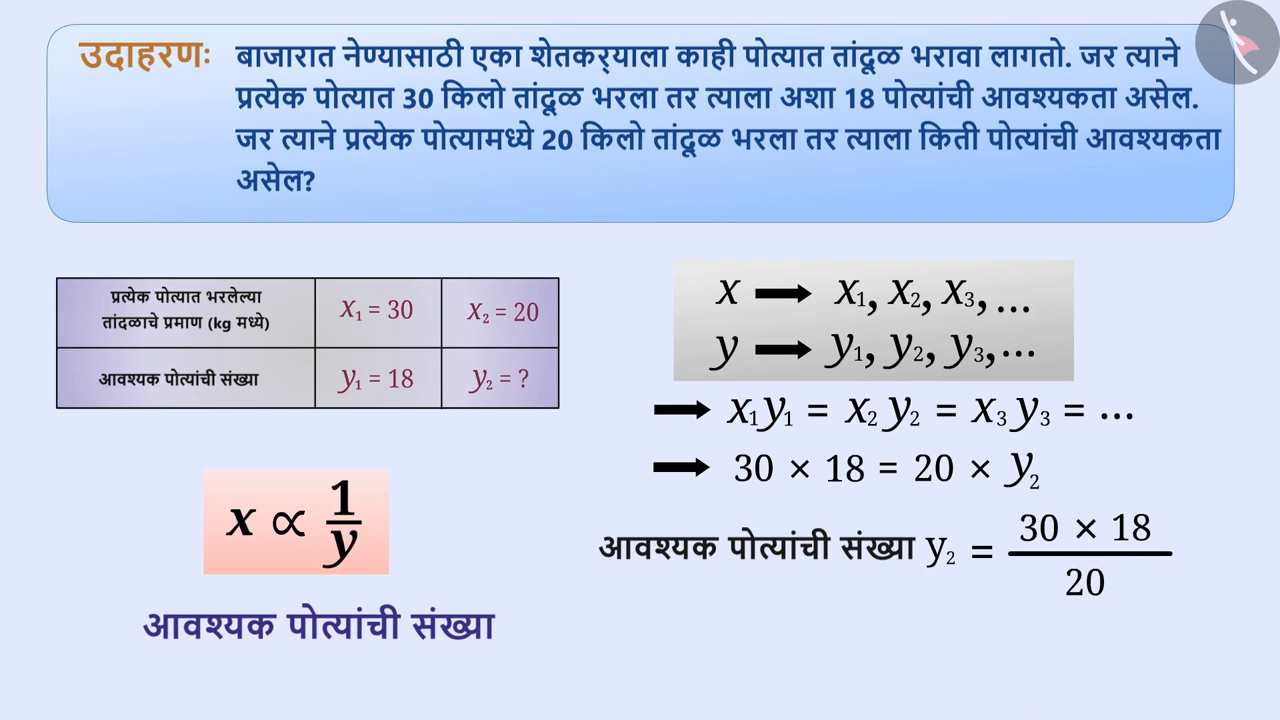 उदाहरणः बाजारात नेण्यासाठी एका शेतकर्‍याला काही पोत्यात तांदूळ भरावा लागतो. जर त्याने
प्रत्येक पोत्यात 30 किलो तांदूळ भरला तर त्याला अशा 18 पोत्यांची आवश्यकता असेल.
जर त्याने प्रत्येक पोत्यामध्ये 20 किलो तांदूळ भरला तर त्याला किती पोत्यांची आवश्यकता
असेल?
प्रत्येक पोत्यात भरलेल्या
तांदळाचे प्रमाण (kg मध्ये)
x₁ = 30
x₂ = 20
आवश्यक पोत्यांची संख्या
y₁ = 18
y₂ = ?
x ➞ x₁, x₂, x₃, ...
y ➞ y₁, y₂, y₃, ...
➞ x₁y₁ = x₂y₂ = x₃y₃ = ...
➞ 30 × 18 = 20 × y₂
आवश्यक पोत्यांची संख्या y₂ = 30 × 18 / 20
x ∝ 1/y
आवश्यक पोत्यांची संख्या